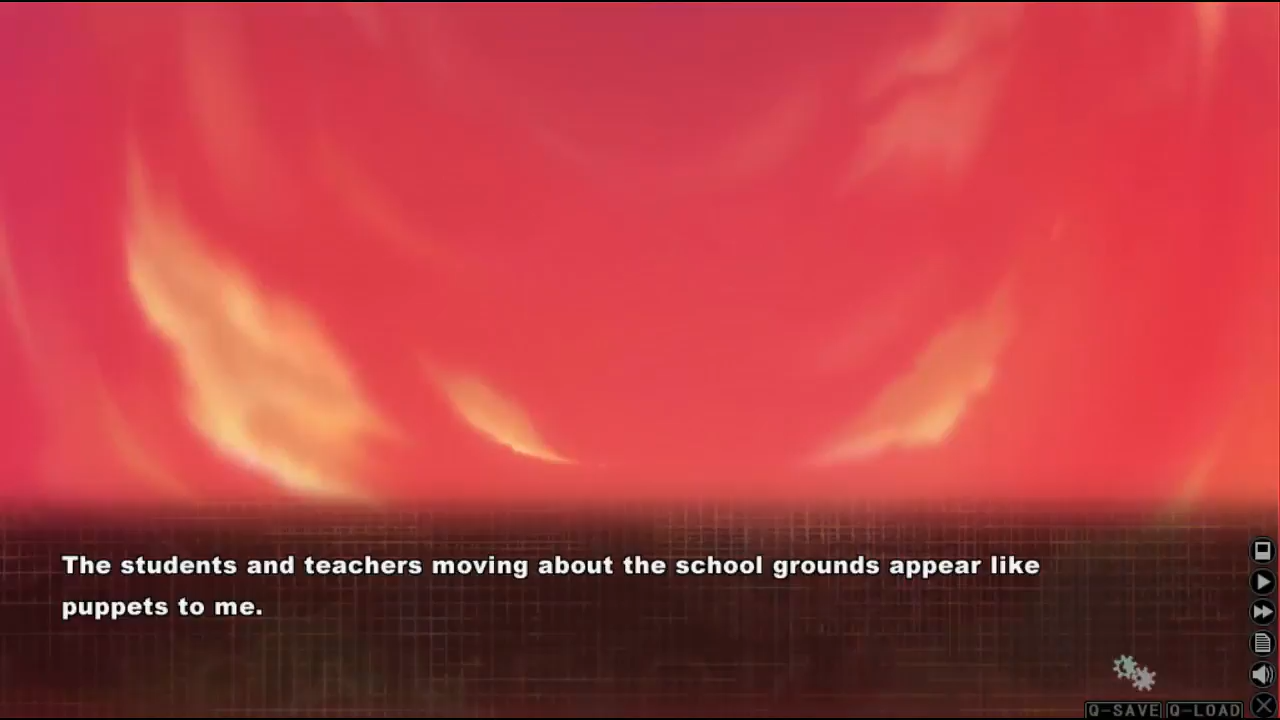 The students and teachers moving about the school grounds appear like
puppets to me.
Q-SAVE Q-LOAD